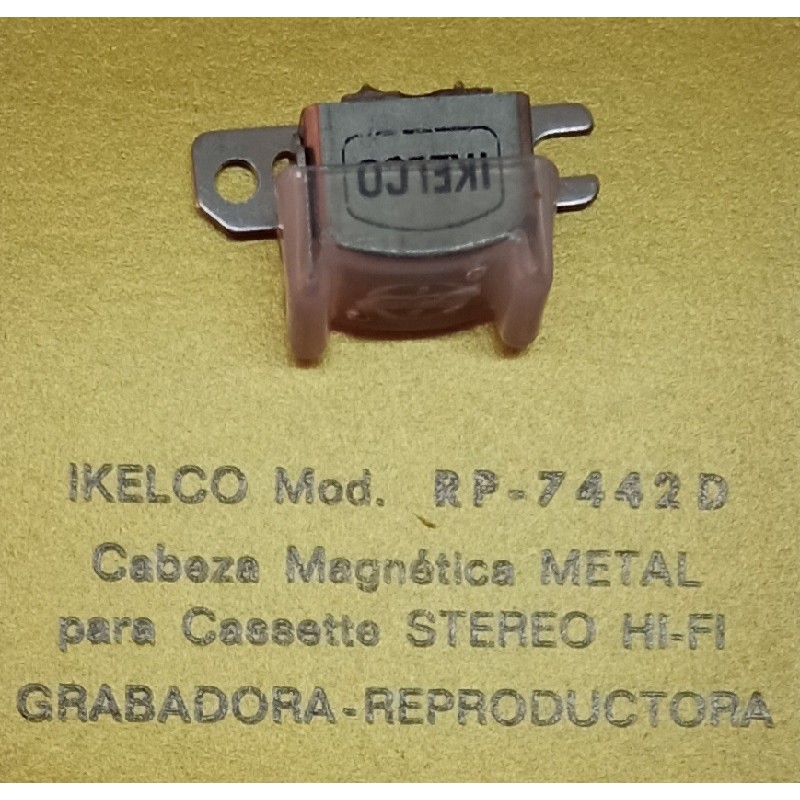 IKELCO
IKELCO Mod. RP-7442D
Cabeza Magnética METAL
para Cassette STEREO HI-FI
GRABADORA-REPRODUCTORA